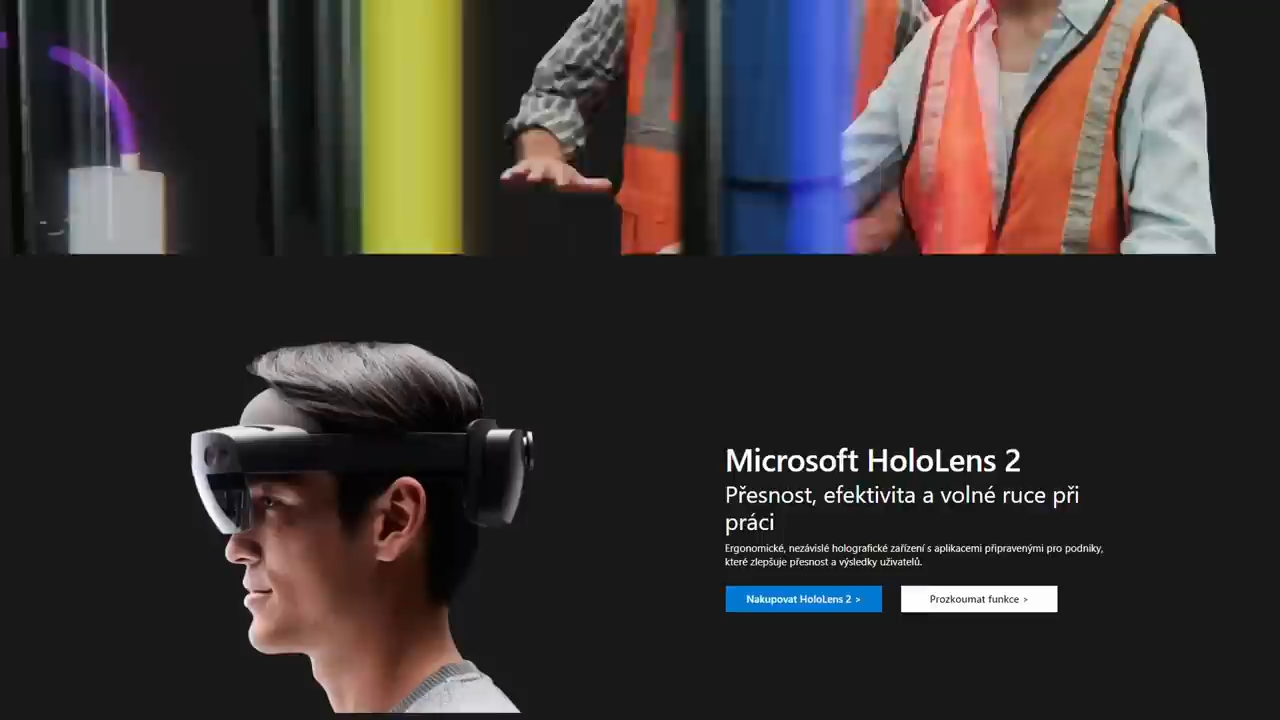 Microsoft HoloLens 2
Přesnost, efektivita a volné ruce při
práci
Ergonomické, nezávislé holografické zařízení s aplikacemi připravenými pro podniky,
které zlepšuje přesnost a výsledky uživatelů.
Nakupovat HoloLens 2 >
Prozkoumat funkce >